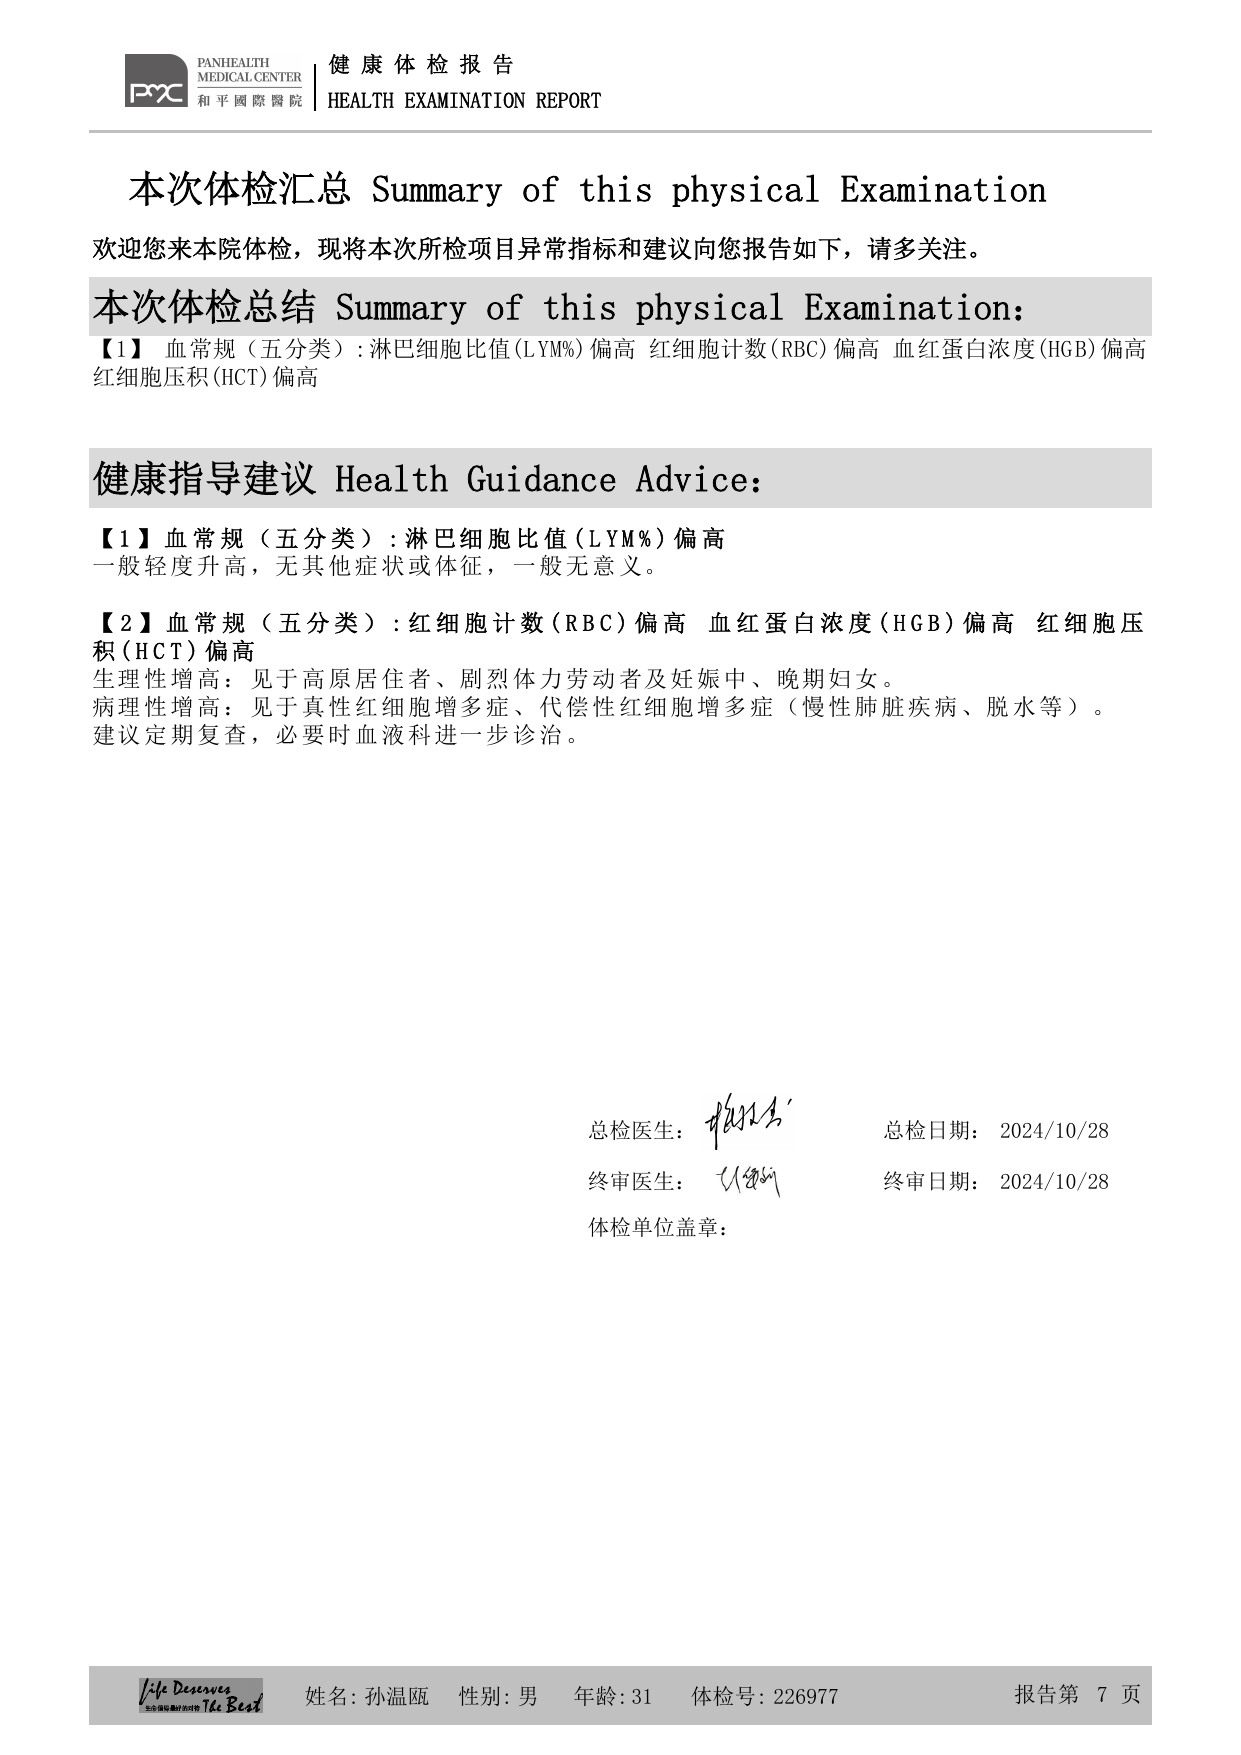 PANHEALTH
MEDICAL CENTER
和平國際醫院
PMC
健康体检报告
HEALTH EXAMINATION REPORT
本次体检汇总 Summary of this physical Examination
欢迎您来本院体检，现将本次所检项目异常指标和建议向您报告如下，请多关注。
本次体检总结 Summary of this physical Examination：
【1】 血常规（五分类）:淋巴细胞比值(LYM%)偏高 红细胞计数(RBC)偏高 血红蛋白浓度(HGB)偏高
红细胞压积(HCT)偏高
健康指导建议 Health Guidance Advice：
【1】血常规（五分类）:淋巴细胞比值(LYM%)偏高
一般轻度升高，无其他症状或体征，一般无意义。
【2】血常规（五分类）:红细胞计数(RBC)偏高 血红蛋白浓度(HGB)偏高 红细胞压
积(HCT)偏高
生理性增高：见于高原居住者、剧烈体力劳动者及妊娠中、晚期妇女。
病理性增高：见于真性红细胞增多症、代偿性红细胞增多症（慢性肺脏疾病、脱水等）。
建议定期复查，必要时血液科进一步诊治。
总检医生： 总检日期： 2024/10/28
终审医生： 终审日期： 2024/10/28
体检单位盖章：
Life Deserves
生命值得最好的对待 The Best
姓名:孙温瓯 性别:男 年龄:31 体检号:226977 报告第 7 页